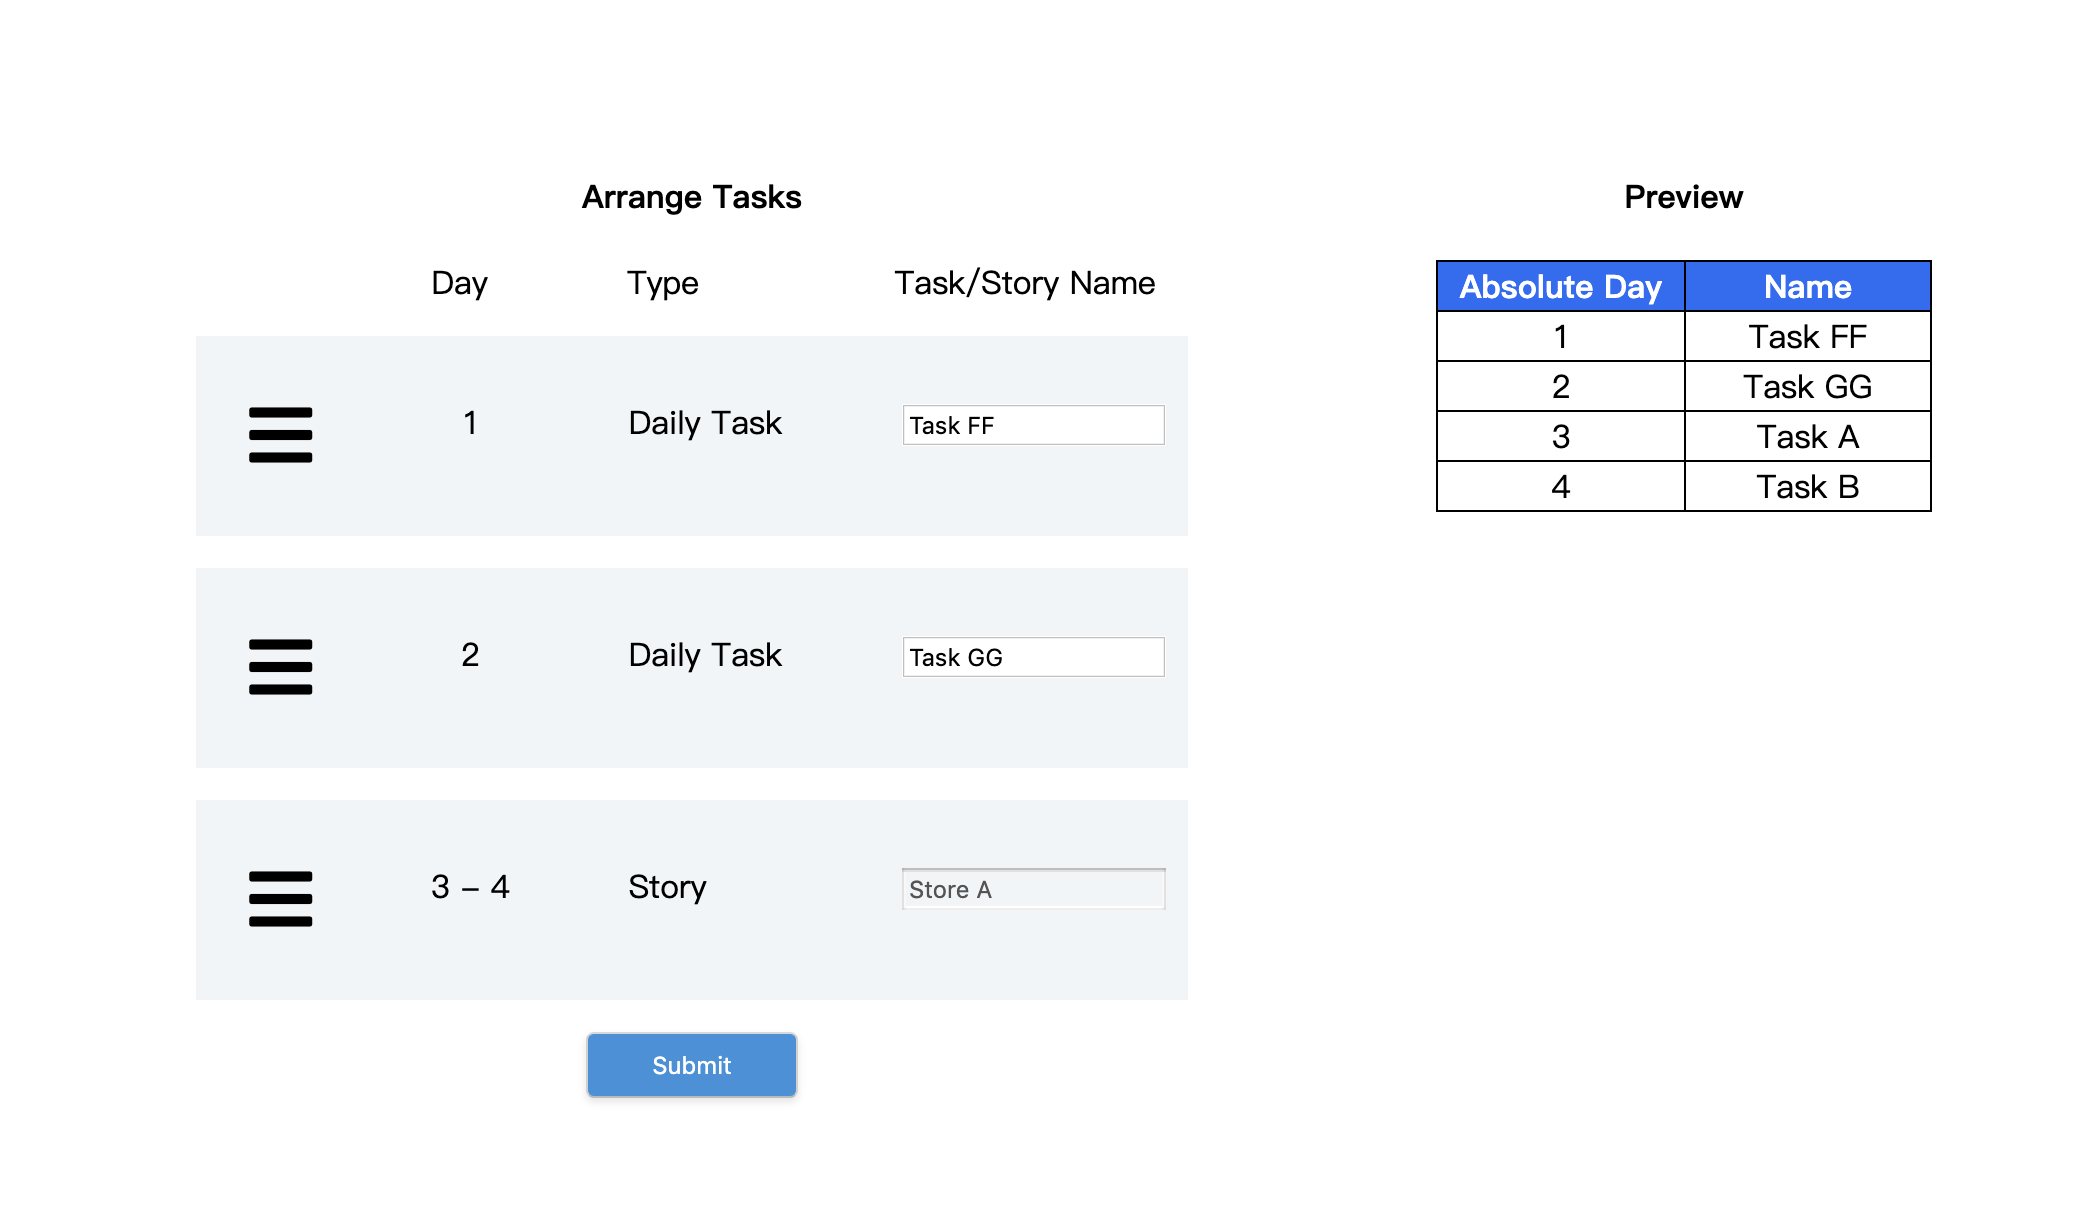 Arrange Tasks
Day Type Task/Story Name
1 Daily Task Task FF
2 Daily Task Task GG
3 – 4 Story Store A
Submit
Preview
Absolute Day Name
1 Task FF
2 Task GG
3 Task A
4 Task B